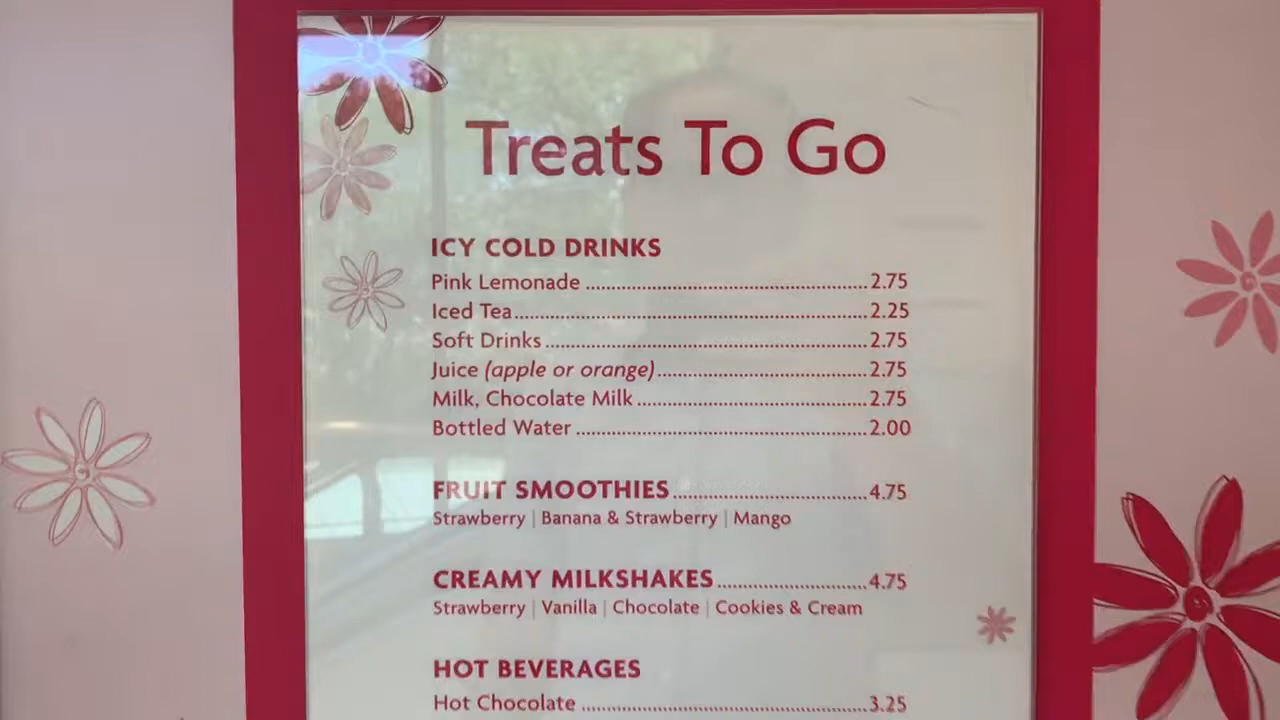 Treats To Go
ICY COLD DRINKS
Pink Lemonade ................................................ 2.75
Iced Tea ................................................ 2.25
Soft Drinks ................................................ 2.75
Juice (apple or orange) ................................................ 2.75
Milk, Chocolate Milk ................................................ 2.75
Bottled Water ................................................ 2.00
FRUIT SMOOTHIES ................................................ 4.75
Strawberry | Banana & Strawberry | Mango
CREAMY MILKSHAKES ................................................ 4.75
Strawberry | Vanilla | Chocolate | Cookies & Cream
HOT BEVERAGES
Hot Chocolate ................................................ 3.25